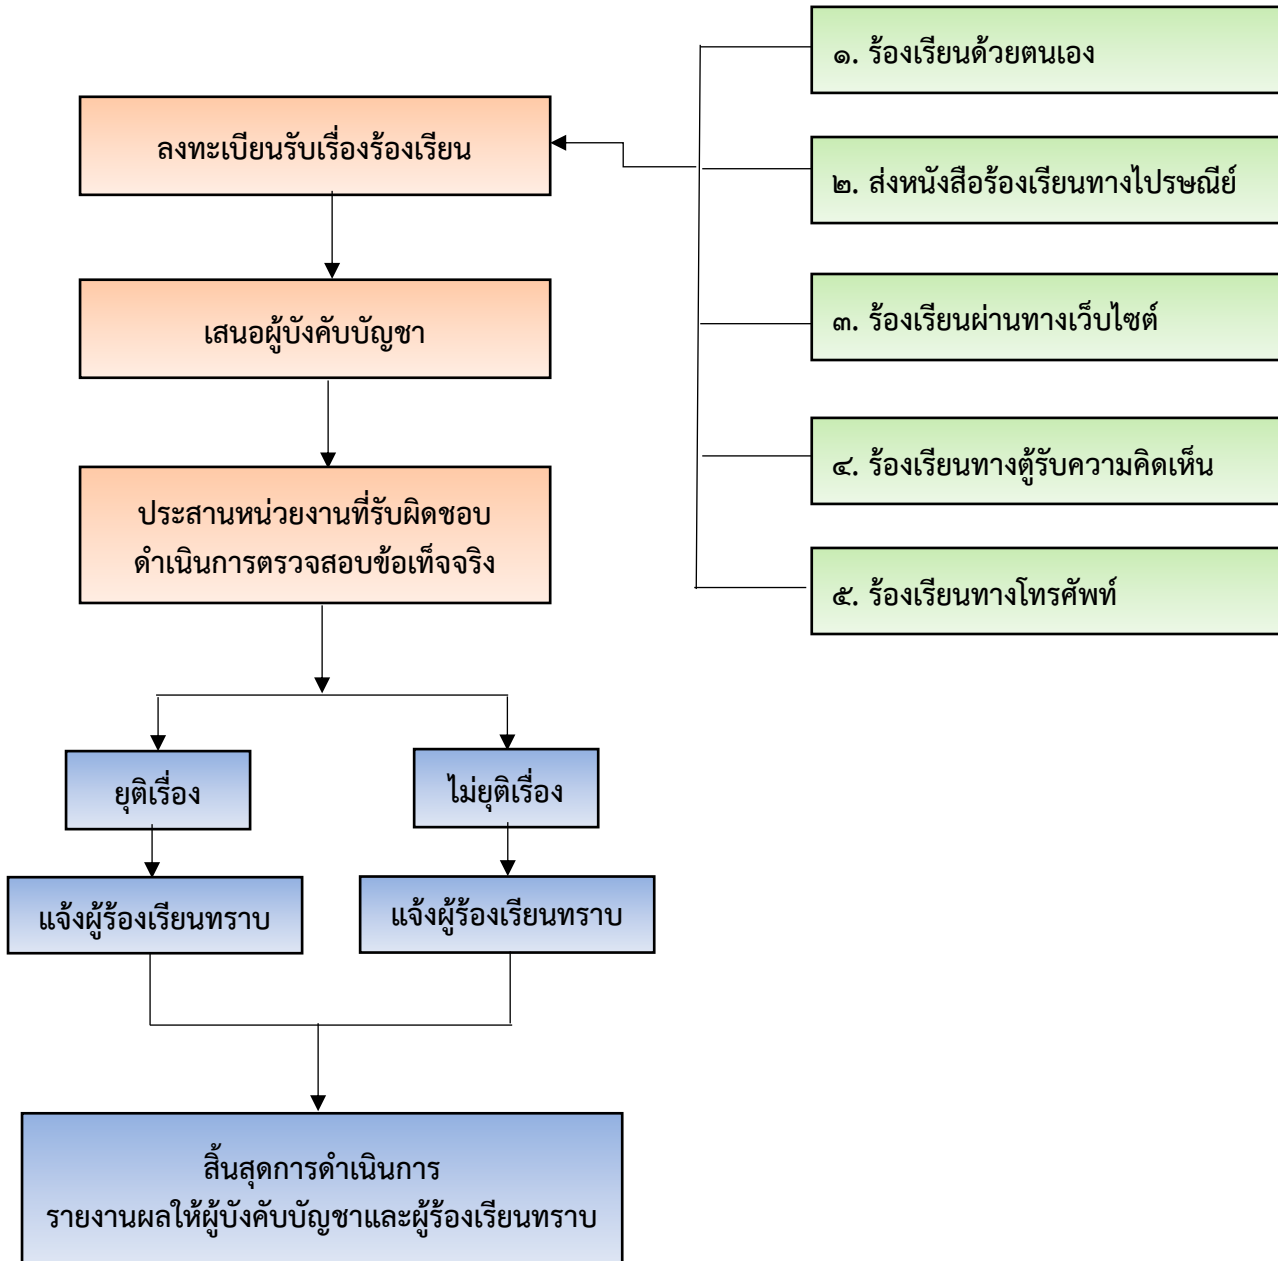 ๑. ร้องเรียนด้วยตนเอง
ลงทะเบียนรับเรื่องร้องเรียน
๒. ส่งหนังสือร้องเรียนทางไปรษณีย์
เสนอผู้บังคับบัญชา
๓. ร้องเรียนผ่านทางเว็บไซต์
๔. ร้องเรียนทางตู้รับความคิดเห็น
ประสานหน่วยงานที่รับผิดชอบ
ดำเนินการตรวจสอบข้อเท็จจริง
๕. ร้องเรียนทางโทรศัพท์
ยุติเรื่อง
ไม่ยุติเรื่อง
แจ้งผู้ร้องเรียนทราบ
แจ้งผู้ร้องเรียนทราบ
สิ้นสุดการดำเนินการ
รายงานผลให้ผู้บังคับบัญชาและผู้ร้องเรียนทราบ